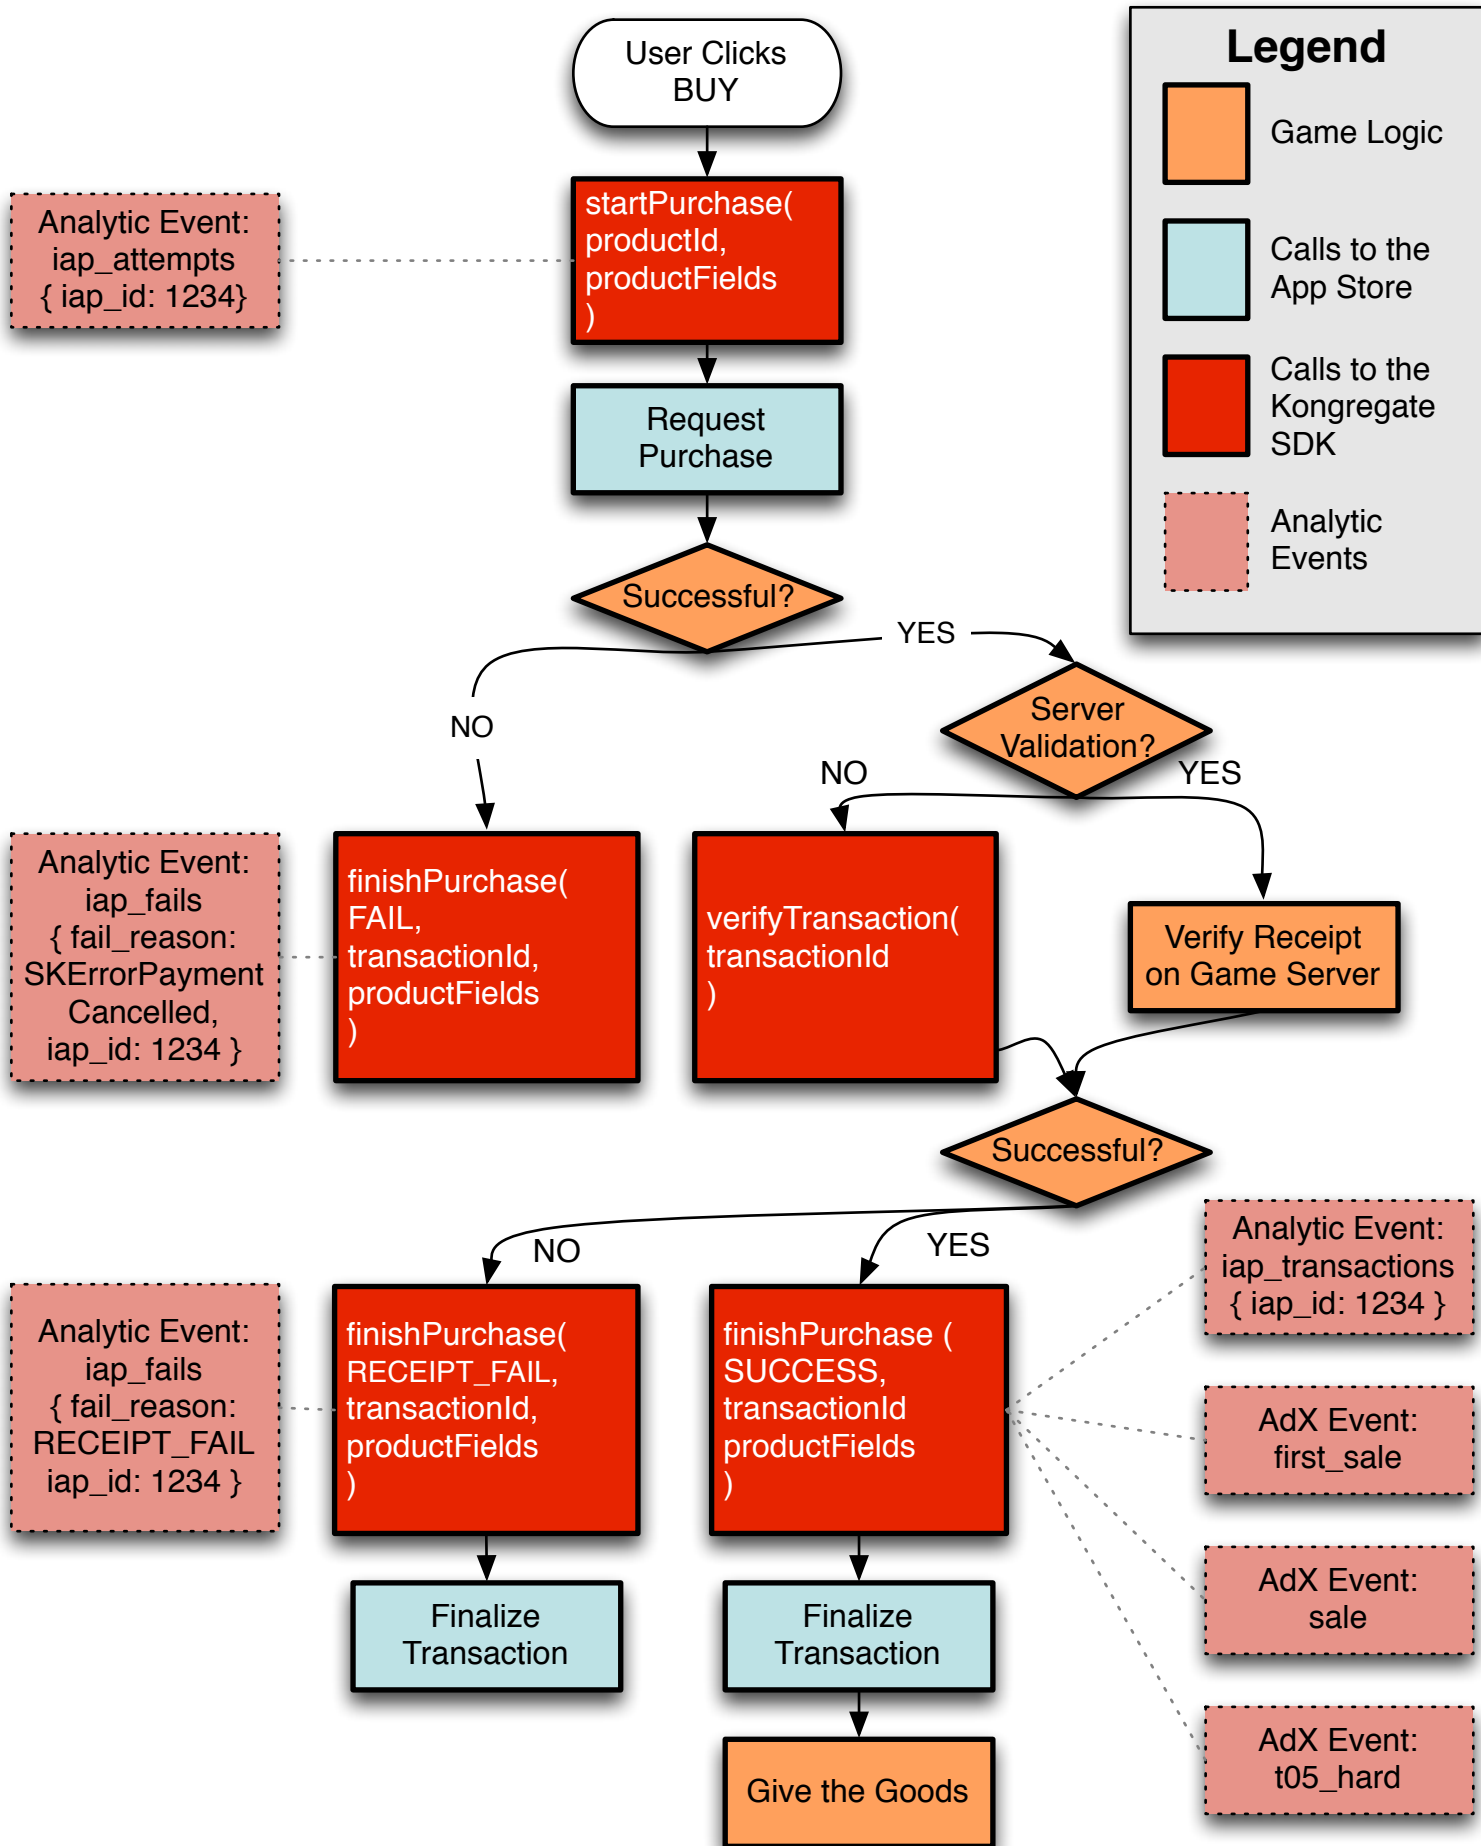 User Clicks
BUY
Legend
Game Logic
Calls to the
App Store
Calls to the
Kongregate
SDK
Analytic
Events
Analytic Event:
iap_attempts
{ iap_id: 1234}
startPurchase(
productId,
productFields
)
Request
Purchase
Successful?
YES
NO
Server
Validation?
NO
YES
Analytic Event:
iap_fails
{ fail_reason:
SKErrorPayment
Cancelled,
iap_id: 1234 }
finishPurchase(
FAIL,
transactionId,
productFields
)
verifyTransaction(
transactionId
)
Verify Receipt
on Game Server
Successful?
NO
YES
Analytic Event:
iap_fails
{ fail_reason:
RECEIPT_FAIL
iap_id: 1234 }
finishPurchase(
RECEIPT_FAIL,
transactionId,
productFields
)
finishPurchase (
SUCCESS,
transactionId
productFields
)
Analytic Event:
iap_transactions
{ iap_id: 1234 }
AdX Event:
first_sale
AdX Event:
sale
AdX Event:
t05_hard
Finalize
Transaction
Finalize
Transaction
Give the Goods